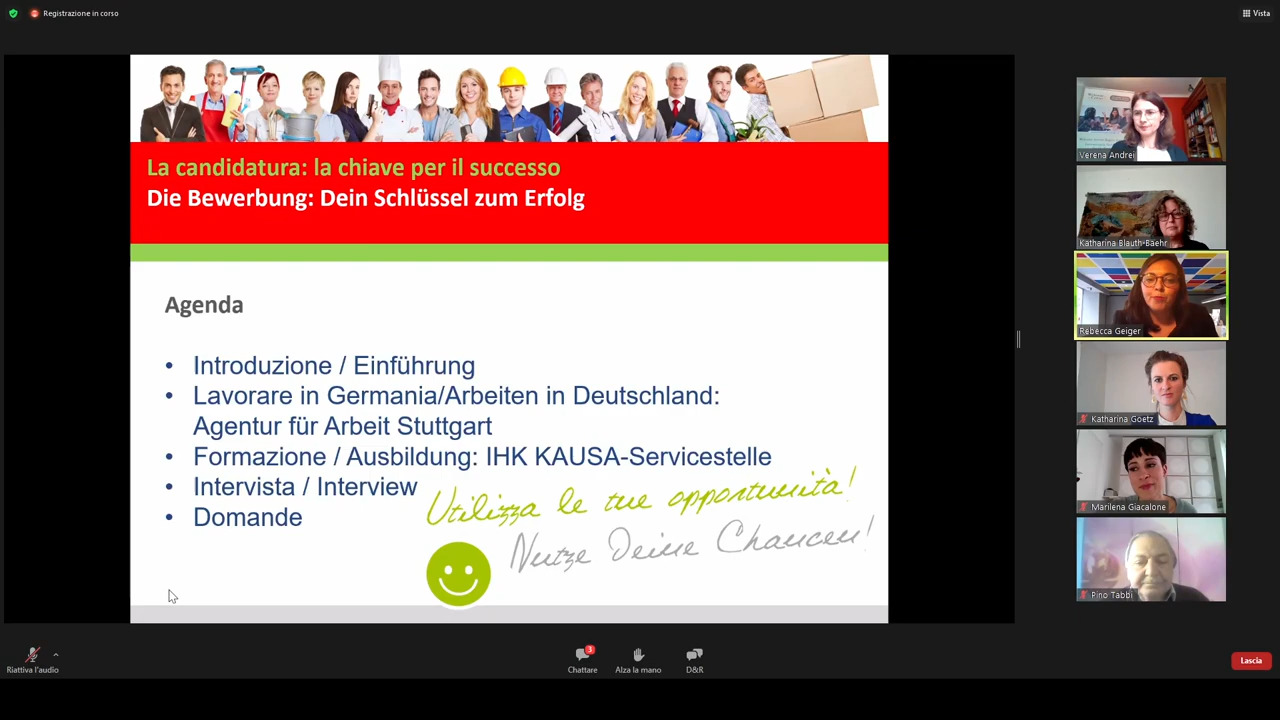 Registrazione in corso
Vista
La candidatura: la chiave per il successo
Die Bewerbung: Dein Schlüssel zum Erfolg
Agenda
• Introduzione / Einführung
• Lavorare in Germania/Arbeiten in Deutschland:
Agentur für Arbeit Stuttgart
• Formazione / Ausbildung: IHK KAUSA-Servicestelle
• Intervista / Interview
• Domande
Utilizza le tue opportunità!
Nutze Deine Chancen!
Verena Andrei
Katharina Blauth-Baehr
Rebecca Geiger
Katharina Goetz
Marilena Giacalone
Pino Tabbi
Riattiva l'audio
3
Chattare
Alza la mano
D&R
Lascia